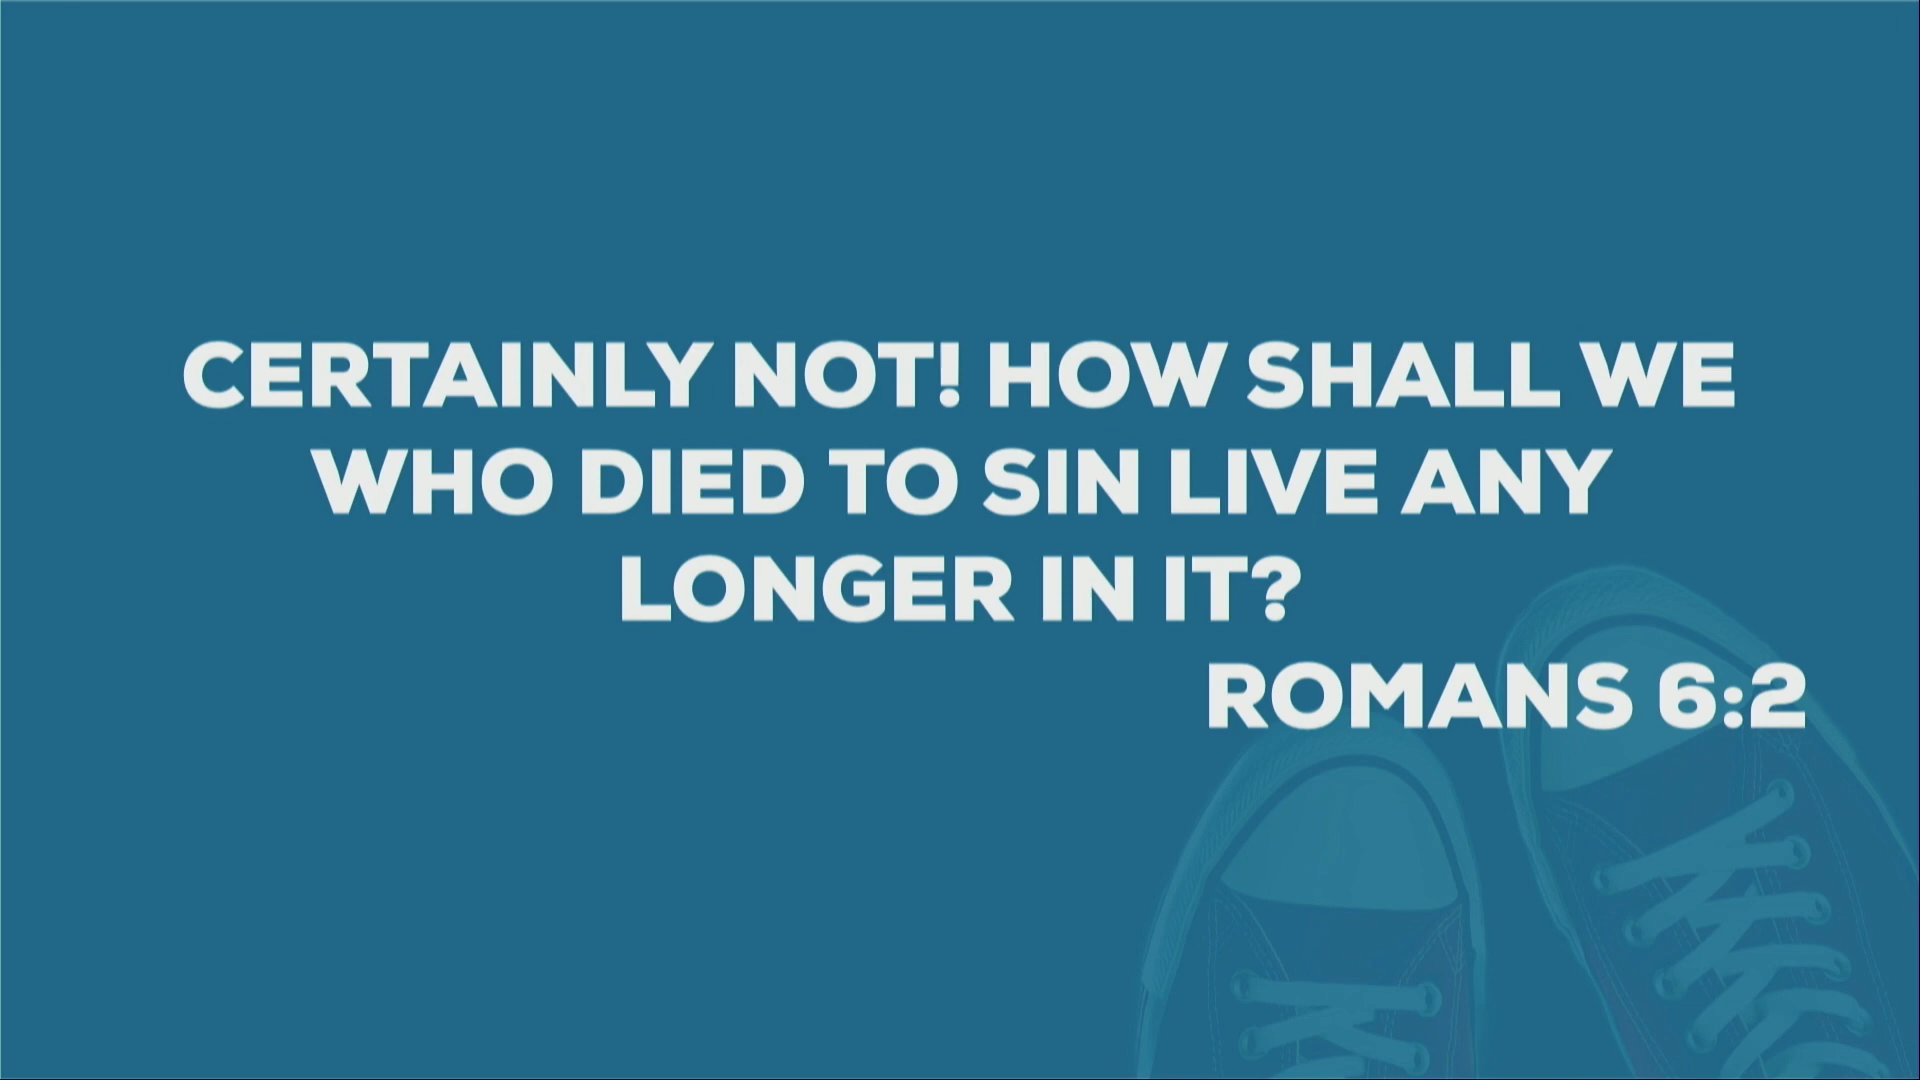 CERTAINLY NOT! HOW SHALL WE
WHO DIED TO SIN LIVE ANY
LONGER IN IT?
ROMANS 6:2